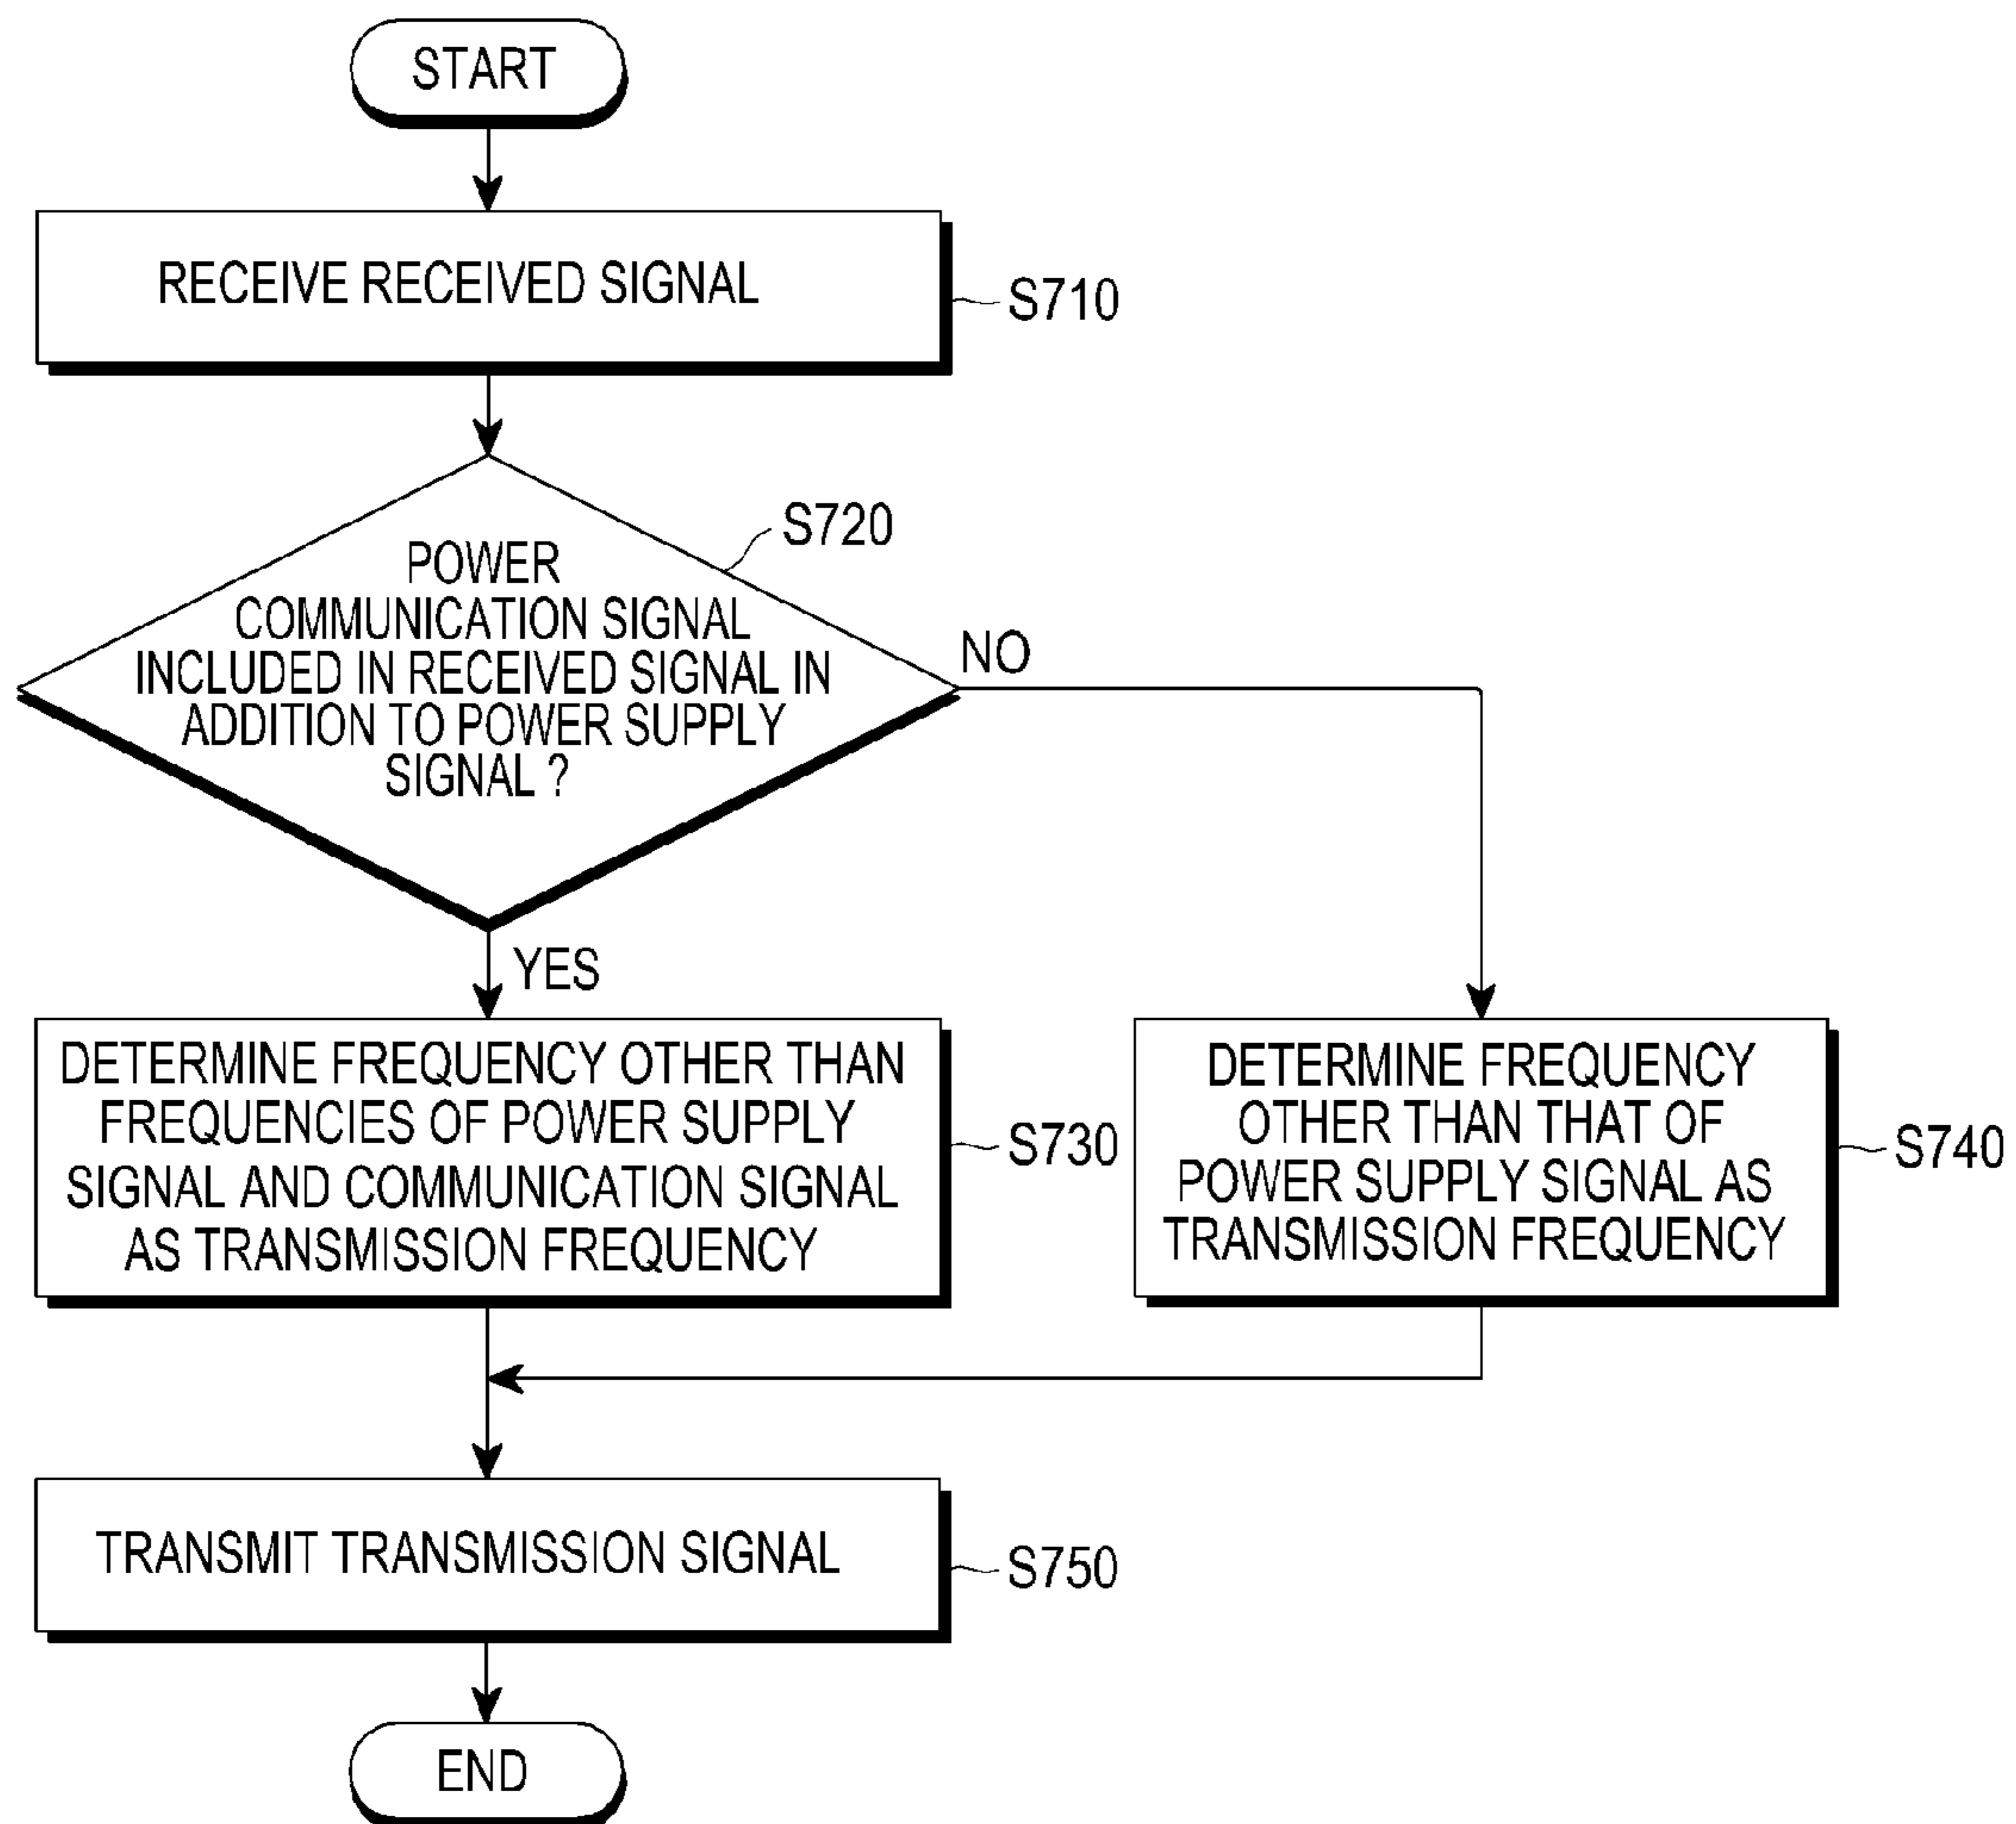 START
RECEIVE RECEIVED SIGNAL
S710
S720
POWER
COMMUNICATION SIGNAL
INCLUDED IN RECEIVED SIGNAL IN
ADDITION TO POWER SUPPLY
SIGNAL ?
NO
YES
DETERMINE FREQUENCY OTHER THAN
FREQUENCIES OF POWER SUPPLY
SIGNAL AND COMMUNICATION SIGNAL
AS TRANSMISSION FREQUENCY
S730
DETERMINE FREQUENCY
OTHER THAN THAT OF
POWER SUPPLY SIGNAL AS
TRANSMISSION FREQUENCY
S740
TRANSMIT TRANSMISSION SIGNAL
S750
END